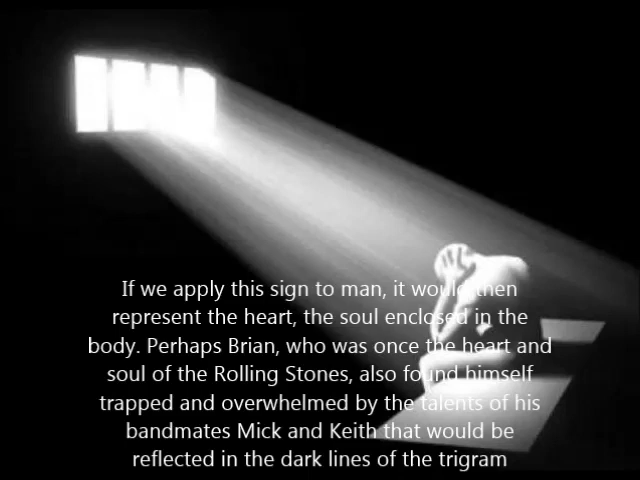 If we apply this sign to man, it would then
represent the heart, the soul enclosed in the
body. Perhaps Brian, who was once the heart and
soul of the Rolling Stones, also found himself
trapped and overwhelmed by the talents of his
bandmates Mick and Keith that would be
reflected in the dark lines of the trigram